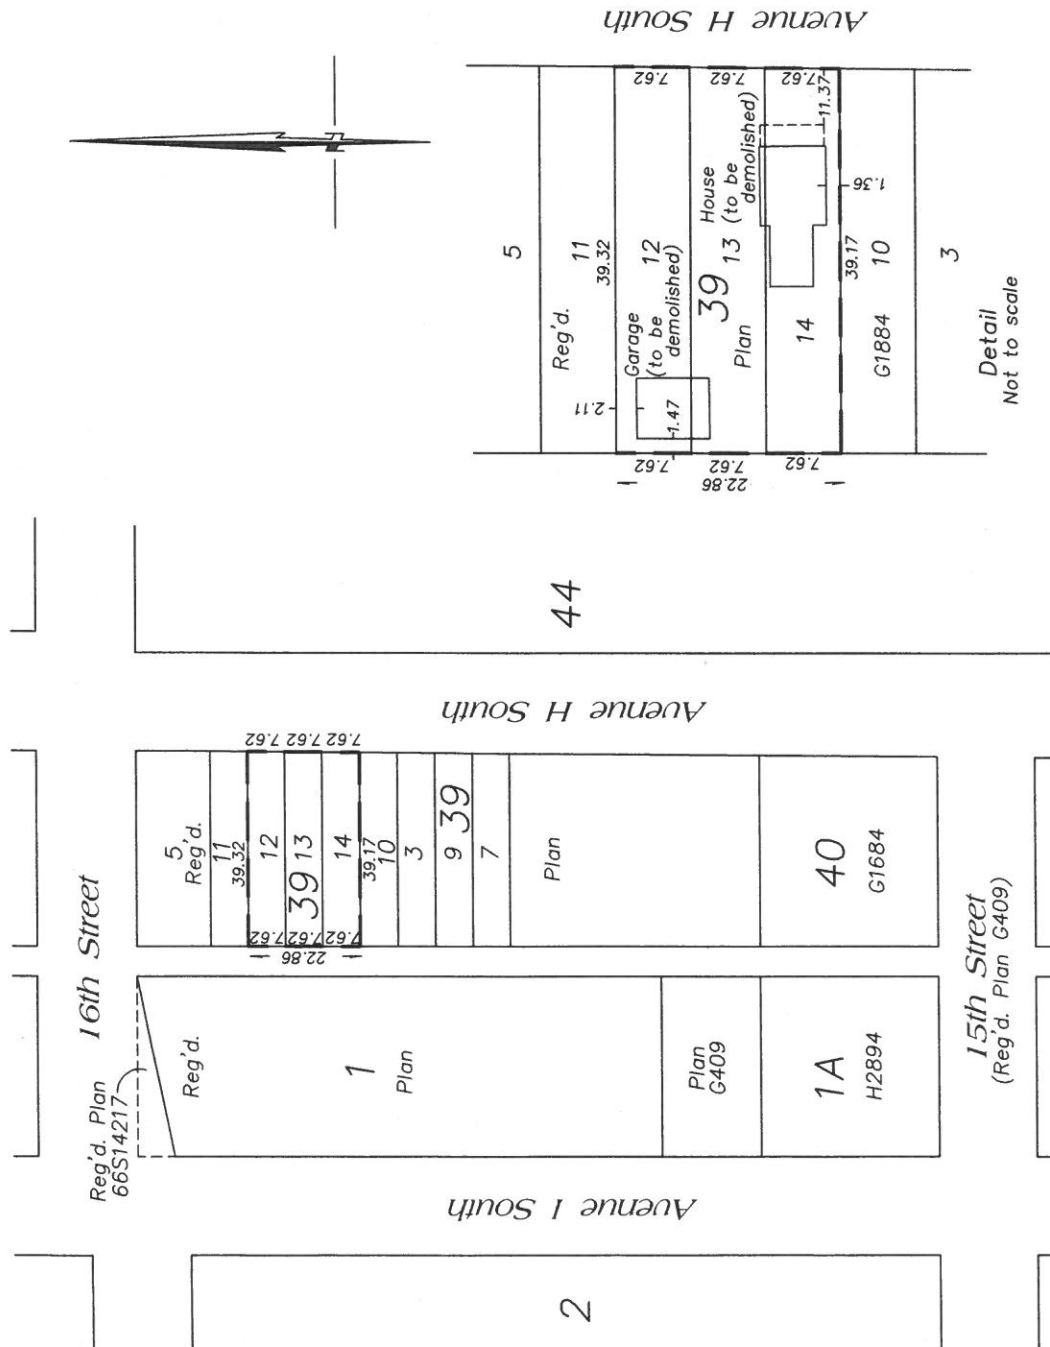 Avenue H South
7.62
7.62
7.62
11.37
5
11
39.32
Reg'd.
12
Garage
(to be
demolished)
2.11
1.47
39
13
Plan
House
(to be
demolished)
14
1.36
39.17
10
G1884
3
Detail
Not to scale
7.62
7.62
7.62
22.86
44
Avenue H South
7.62
7.62
7.62
16th Street
5
Reg'd.
11
39.32
12
39
13
14
39.17
10
3
9
39
7
Plan
40
G1684
7.62
7.62
7.62
22.86
15th Street
(Reg'd. Plan G409)
Reg'd. Plan
66S14217
Reg'd.
1
Plan
Plan
G409
1A
H2894
Avenue I South
2